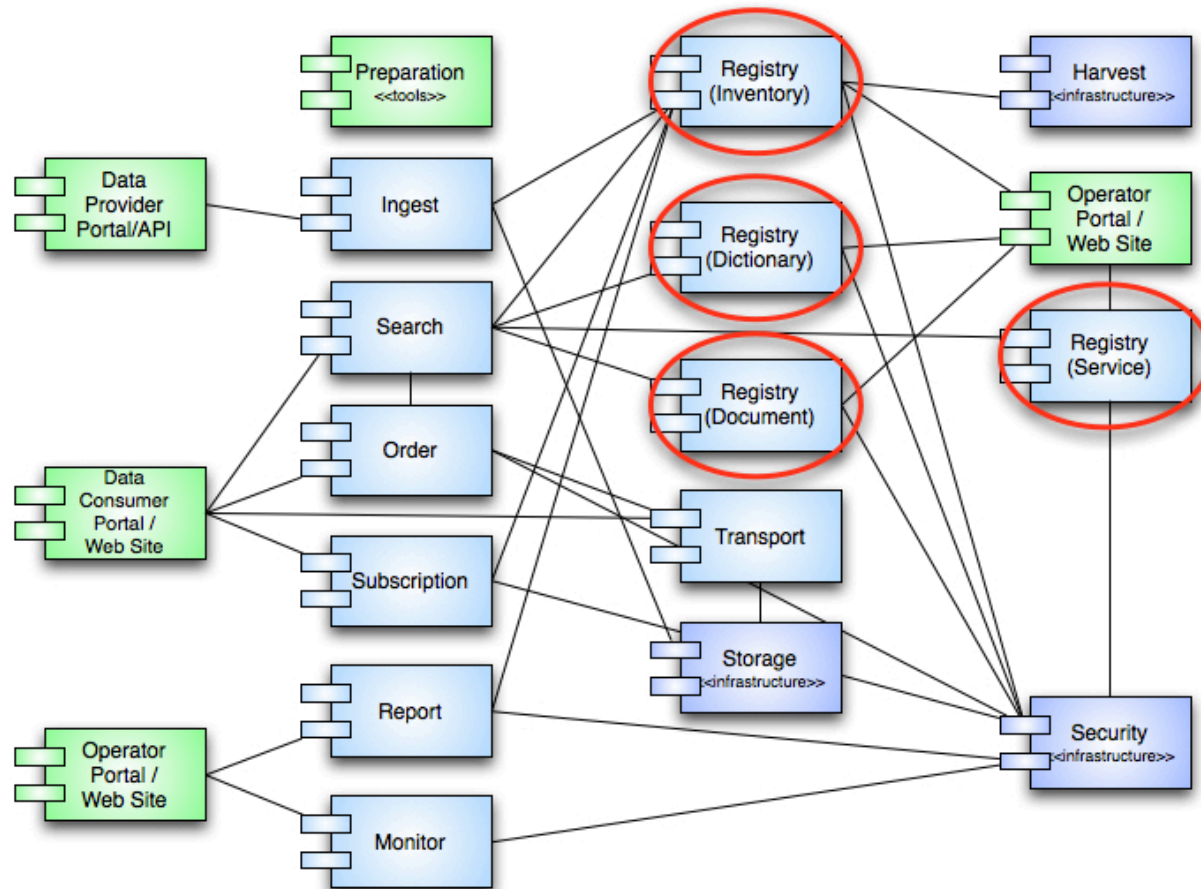 Preparation
<<tools>>
Registry
(Inventory)
Harvest
<<infrastructure>>
Data
Provider
Portal/API
Ingest
Registry
(Dictionary)
Operator
Portal /
Web Site
Search
Registry
(Service)
Registry
(Document)
Order
Data
Consumer
Portal /
Web Site
Transport
Subscription
Storage
<<infrastructure>>
Report
Security
<<infrastructure>>
Operator
Portal /
Web Site
Monitor